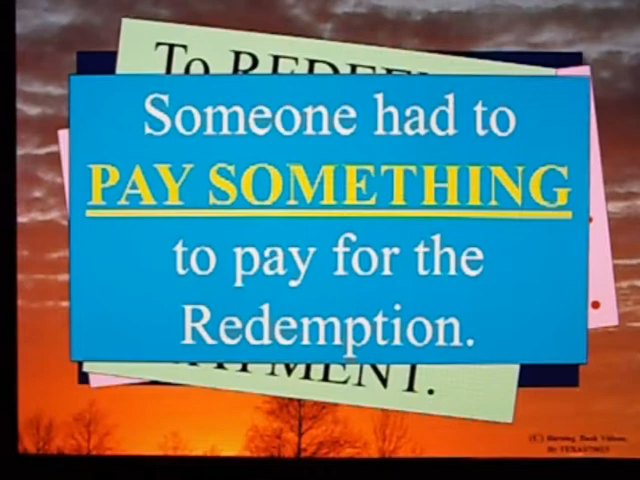 To
Someone had to
PAY SOMETHING
to pay for the
Redemption.